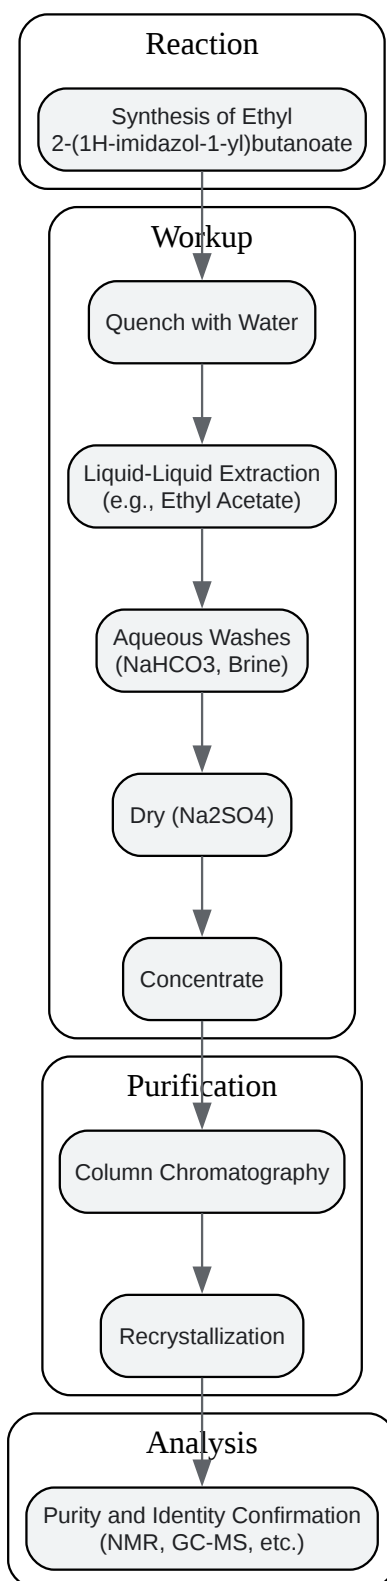 Reaction
Synthesis of Ethyl
2-(1H-imidazol-1-yl)butanoate
Workup
Quench with Water
Liquid-Liquid Extraction
(e.g., Ethyl Acetate)
Aqueous Washes
(NaHCO3, Brine)
Dry (Na2SO4)
Concentrate
Purification
Column Chromatography
Recrystallization
Analysis
Purity and Identity Confirmation
(NMR, GC-MS, etc.)